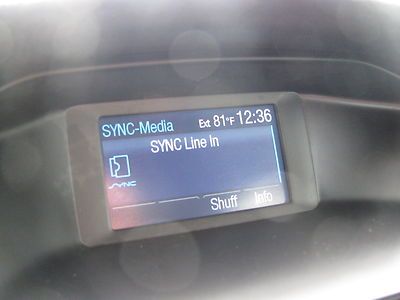 SYNC-Media Ext 81°F 12:36
SYNC Line In
SYNC
Shuff Info